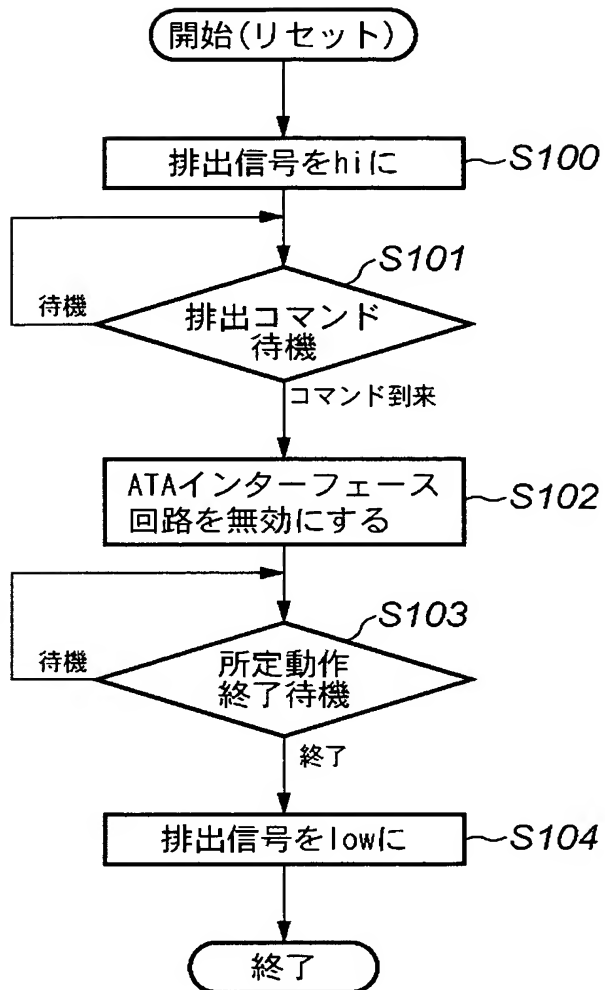 開始(リセット)
排出信号をhiに
S100
S101
待機
排出コマンド
待機
コマンド到来
ATAインターフェース
回路を無効にする
S102
S103
待機
所定動作
終了待機
終了
排出信号をlowに
S104
終了